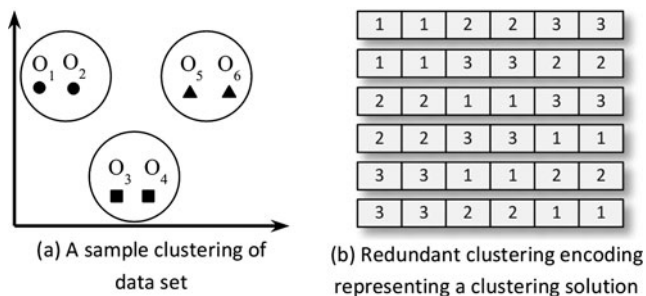 O1 O2
O5 O6
O3 O4
(a) A sample clustering of
data set
1 1 2 2 3 3
1 1 3 3 2 2
2 2 1 1 3 3
2 2 3 3 1 1
3 3 1 1 2 2
3 3 2 2 1 1
(b) Redundant clustering encoding
representing a clustering solution